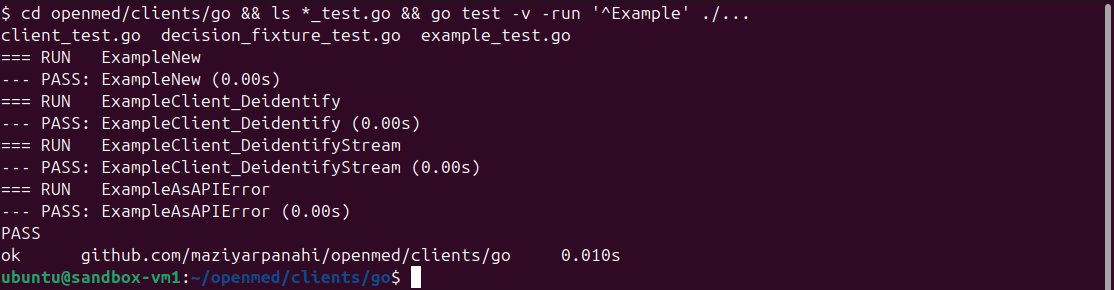 $ cd openmed/clients/go && ls *_test.go && go test -v -run '^Example' ./...
client_test.go  decision_fixture_test.go  example_test.go
=== RUN   ExampleNew
--- PASS: ExampleNew (0.00s)
=== RUN   ExampleClient_Deidentify
--- PASS: ExampleClient_Deidentify (0.00s)
=== RUN   ExampleClient_DeidentifyStream
--- PASS: ExampleClient_DeidentifyStream (0.00s)
=== RUN   ExampleAsAPIError
--- PASS: ExampleAsAPIError (0.00s)
PASS
ok      github.com/maziyarpanahi/openmed/clients/go     0.010s
ubuntu@sandbox-vm1:~/openmed/clients/go$